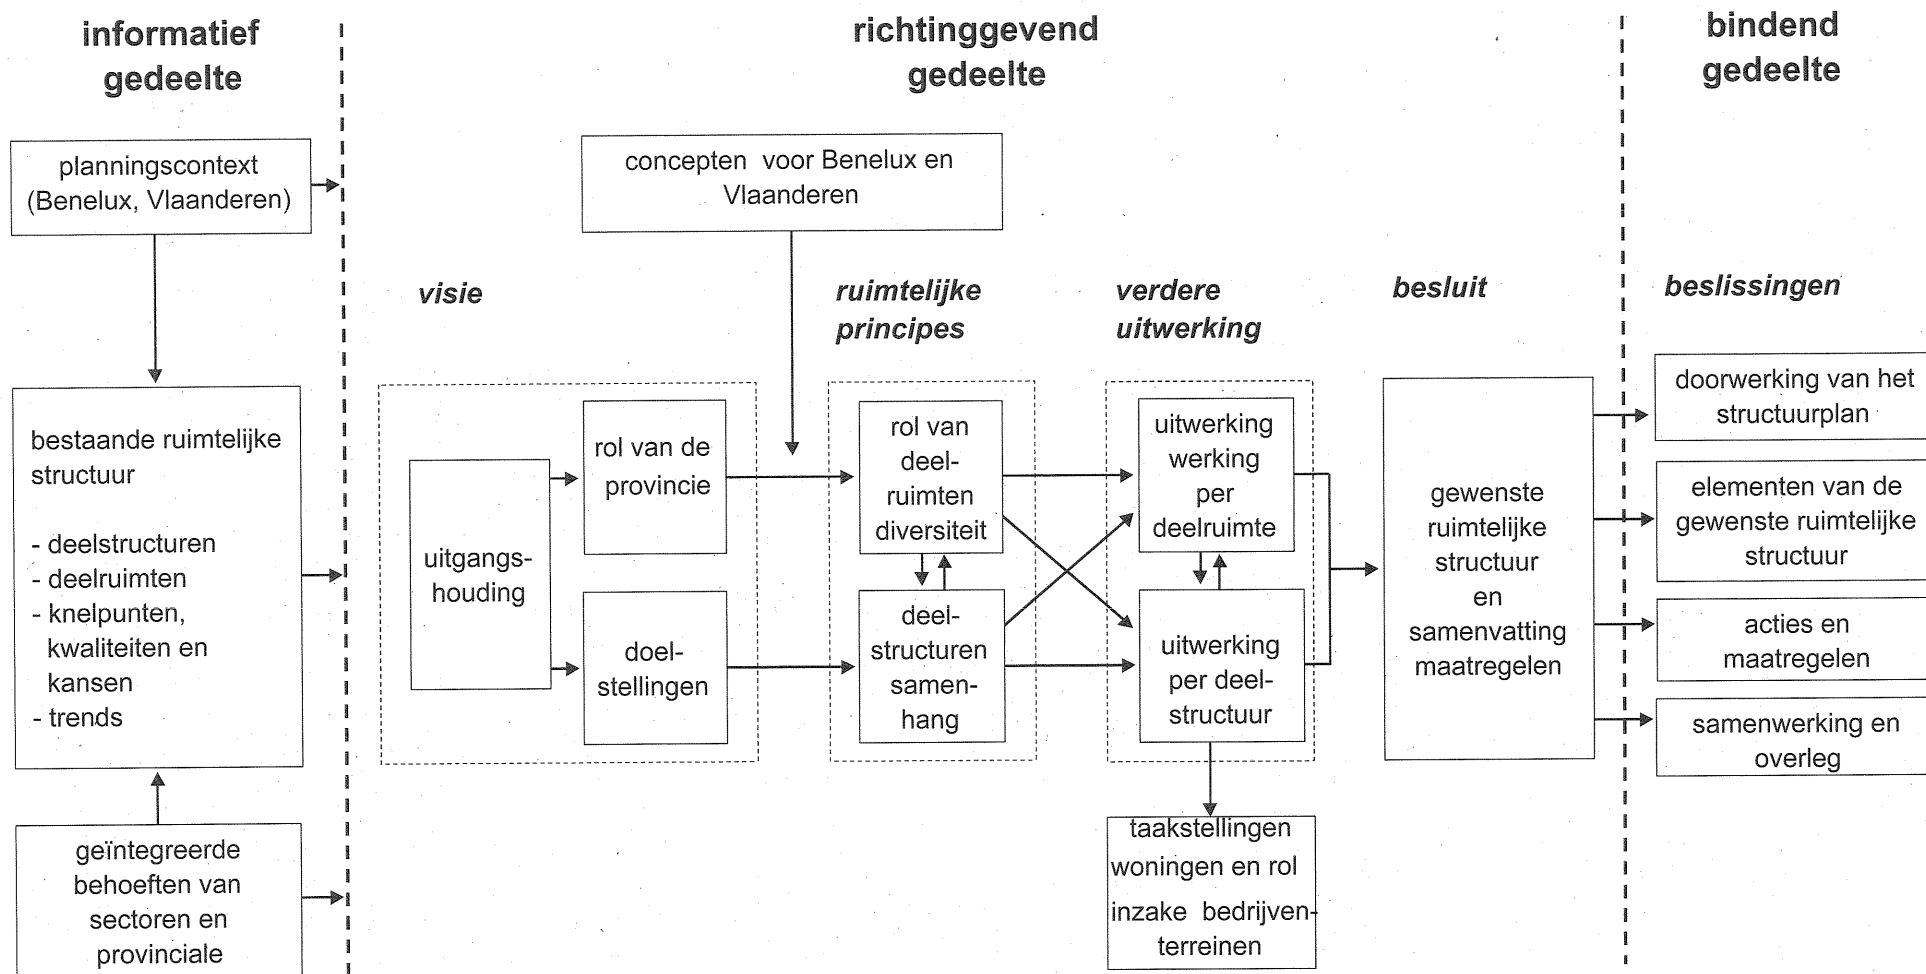 informatief
gedeelte
richtinggevend
gedeelte
bindend
gedeelte
planningscontext
(Benelux, Vlaanderen)
concepten voor Benelux en
Vlaanderen
visie
ruimtelijke
principes
verdere
uitwerking
besluit
beslissingen
bestaande ruimtelijke
structuur
- deelstructuren
- deelruimten
- knelpunten,
kwaliteiten en
kansen
- trends
geïntegreerde
behoeften van
sectoren en
provinciale
uitgangs-
houding
rol van de
provincie
doel-
stellingen
rol van
deel-
ruimten
diversiteit
deel-
structuren
samen-
hang
uitwerking
werking
per
deelruimte
uitwerking
per deel-
structuur
taakstellingen
woningen en rol
inzake bedrijven-
terreinen
gewenste
ruimtelijke
structuur
en
samenvatting
maatregelen
doorwerking van het
structuurplan
elementen van de
gewenste ruimtelijke
structuur
acties en
maatregelen
samenwerking en
overleg